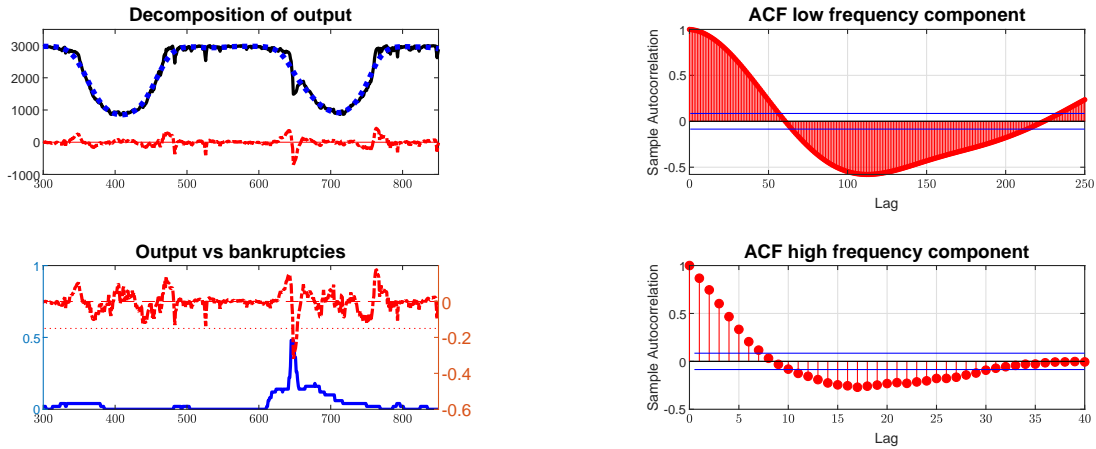 Decomposition of output
3000
2000
1000
0
-1000
300 400 500 600 700 800
ACF low frequency component
Sample Autocorrelation
1
0.5
0
-0.5
0 50 100 150 200 250
Lag
Output vs bankruptcies
1
0.5
0
0
-0.2
-0.4
-0.6
300 400 500 600 700 800
ACF high frequency component
Sample Autocorrelation
1
0.5
0
-0.5
0 5 10 15 20 25 30 35 40
Lag